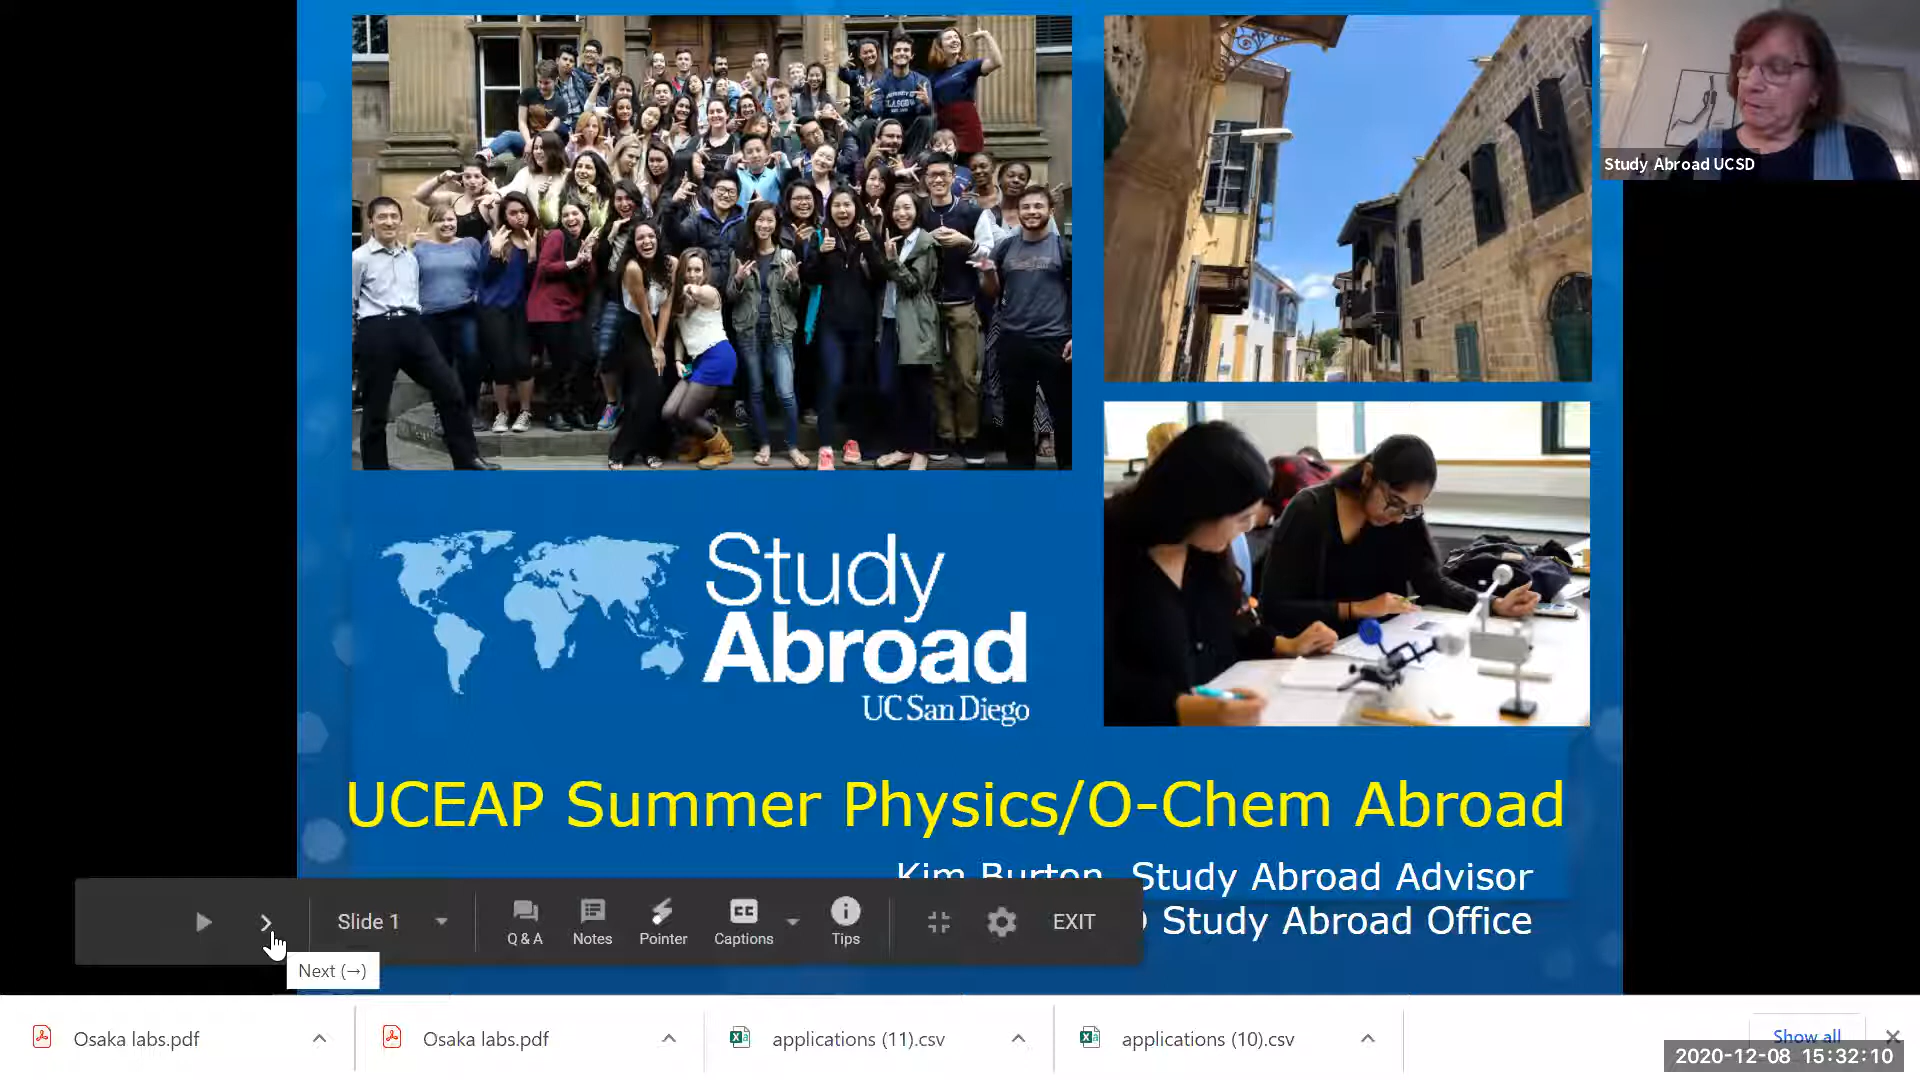 Study Abroad UCSD
Study
Abroad
UC San Diego
UCEAP Summer Physics/O-Chem Abroad
Kim Burton, Study Abroad Advisor
Study Abroad Office
Slide 1
Q & A
Notes
Pointer
Captions
Tips
EXIT
Next (→)
Osaka labs.pdf
Osaka labs.pdf
applications (11).csv
applications (10).csv
Show all
2020-12-08 15:32:10